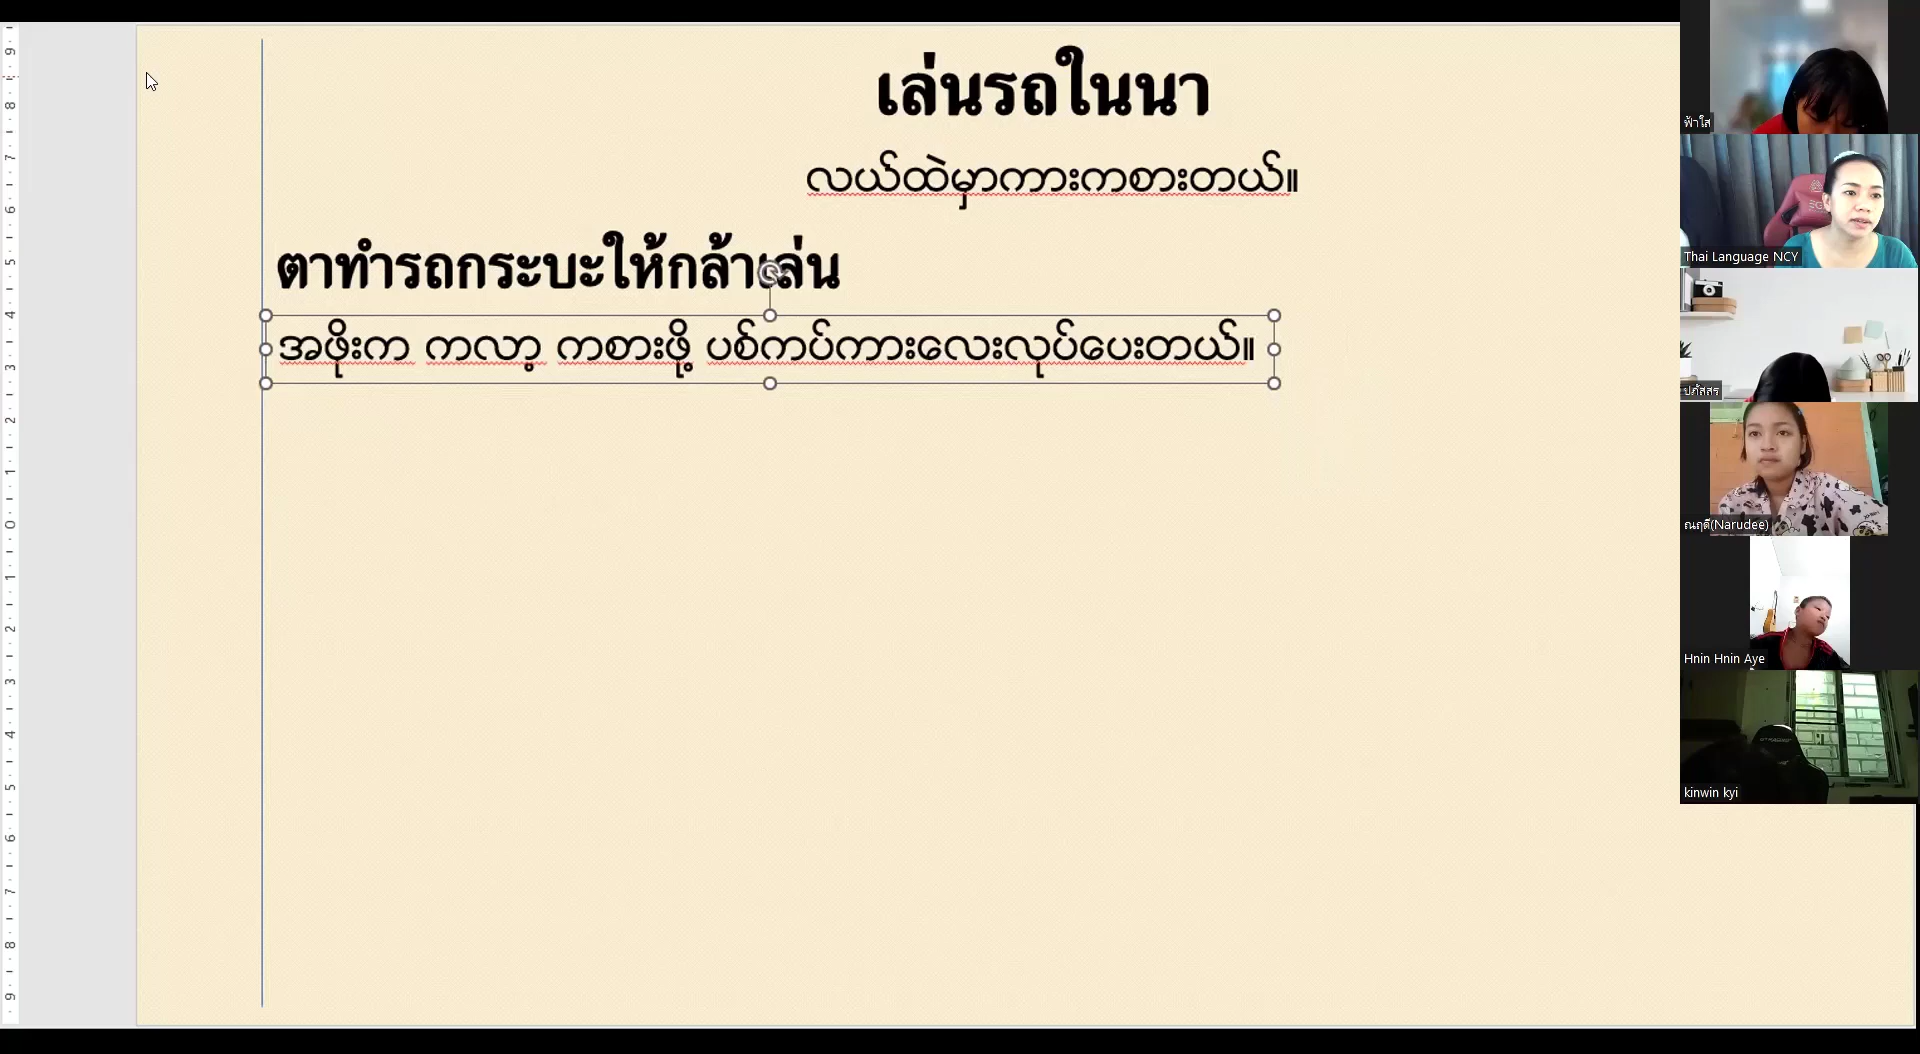 เล่นรถในนา
လယ်ထဲမှာကားကစားတယ်။
ตาทำรถกระบะให้กล้าเล่น
အဖိုးက ကလာ့ ကစားဖို့ ပစ်ကပ်ကားလေးလုပ်ပေးတယ်။
ฟ้าใส
Thai Language NCY
ปภัสสร
ณฤดี(Narudee)
Hnin Hnin Aye
kinwin kyi